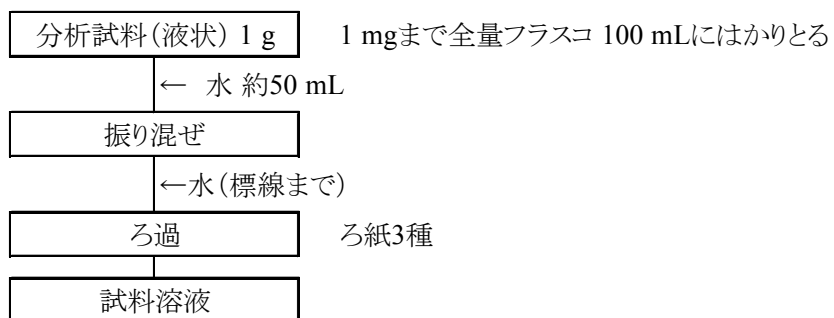 分析試料(液状) 1 g 1 mgまで全量フラスコ 100 mLにはかりとる
← 水 約50 mL
振り混ぜ
←水(標線まで)
ろ過 ろ紙3種
試料溶液